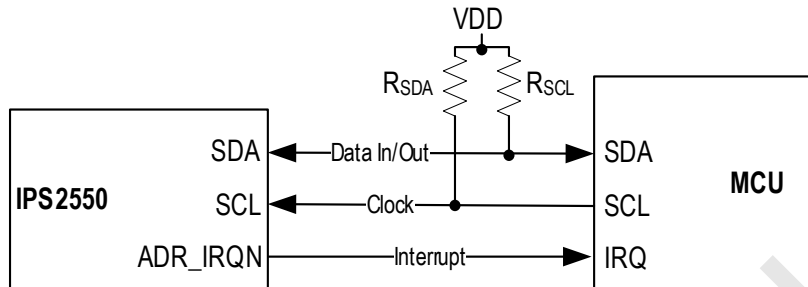 VDD
RSDA RSCL
SDA Data In/Out SDA
IPS2550 MCU
SCL Clock SCL
ADR_IRQN Interrupt IRQ